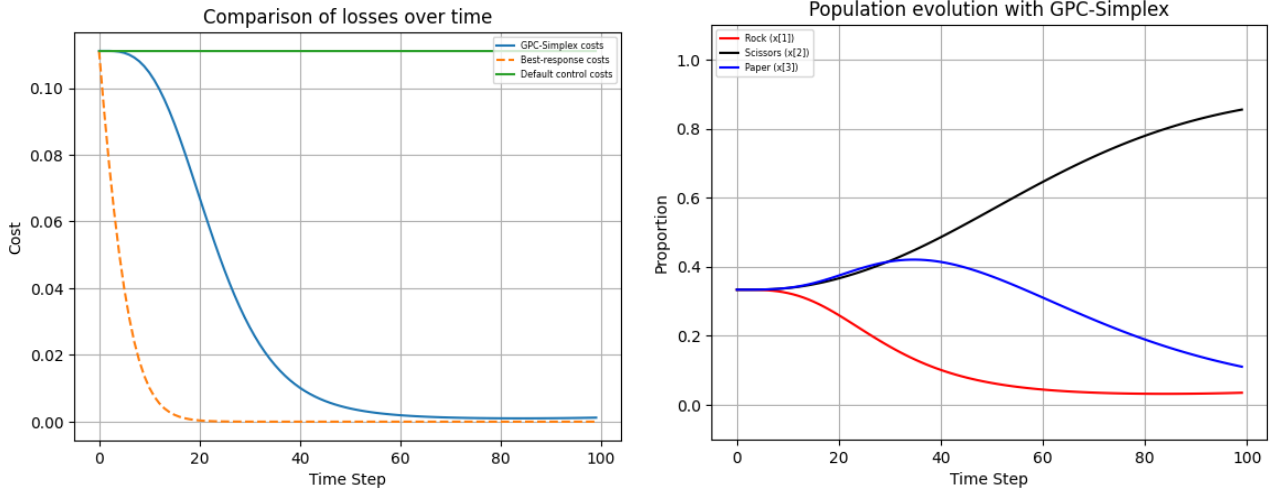 Comparison of losses over time
GPC-Simplex costs
Best-response costs
Default control costs
0.10
0.08
0.06
0.04
0.02
0.00
Cost
0
20
40
60
80
100
Time Step
Population evolution with GPC-Simplex
Rock (x[1])
Scissors (x[2])
Paper (x[3])
1.0
0.8
0.6
0.4
0.2
0.0
Proportion
0
20
40
60
80
100
Time Step